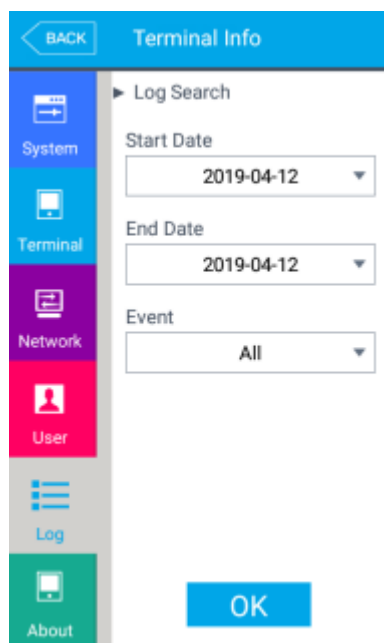 BACK
Terminal Info
System
Terminal
Network
User
Log
About
► Log Search
Start Date
2019-04-12
End Date
2019-04-12
Event
All
OK